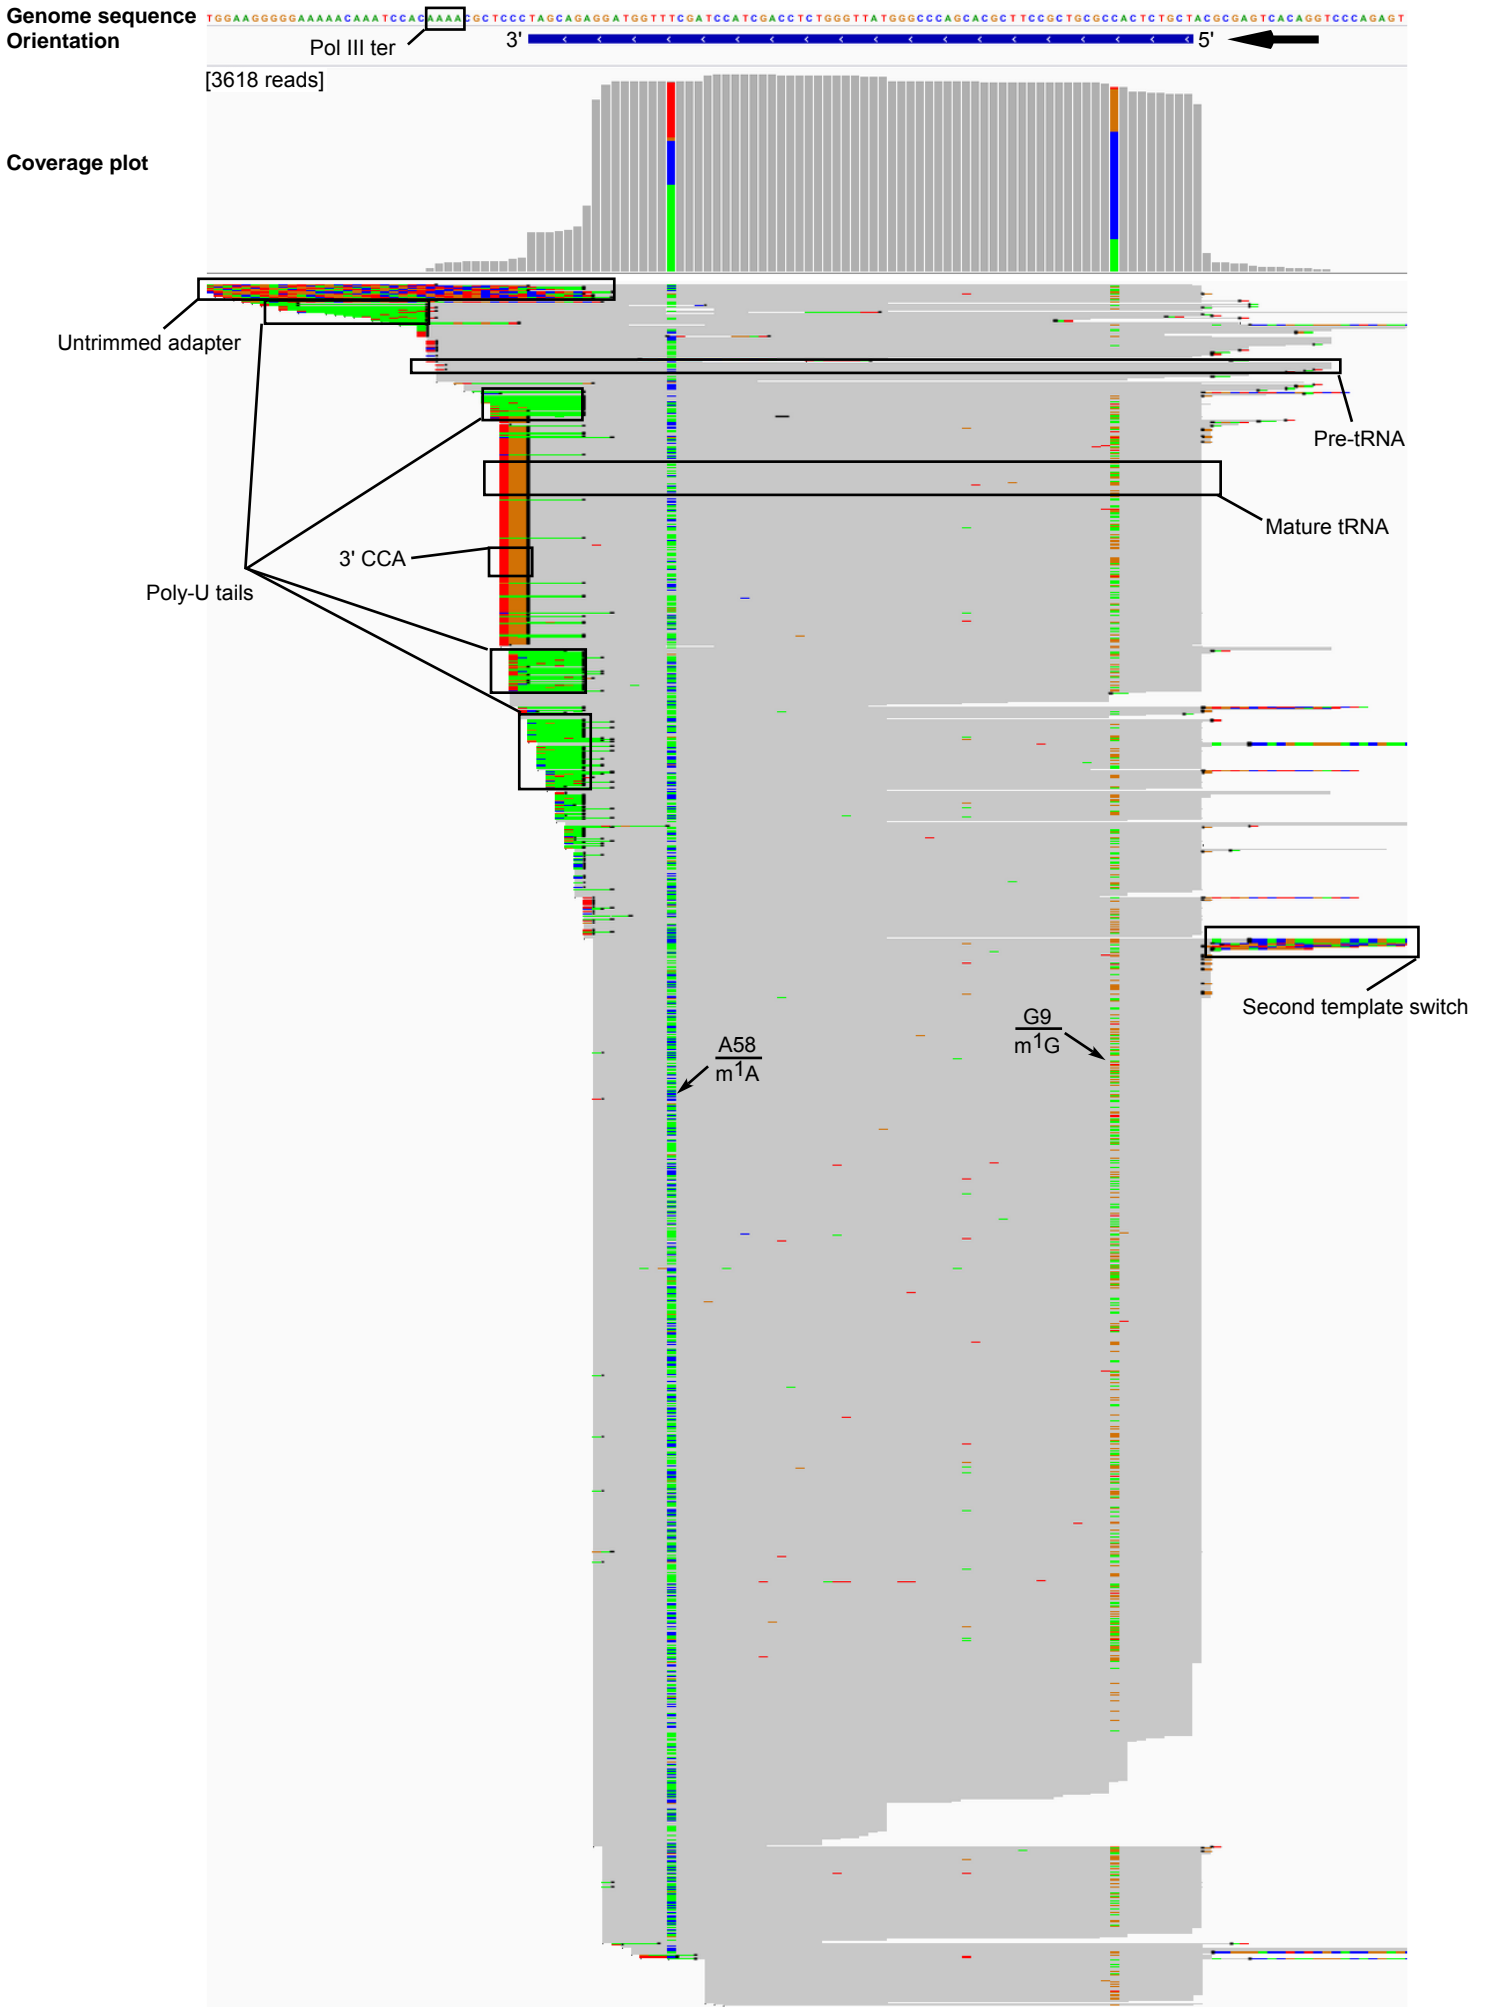 Genome sequence
TGGAAGGGGGAAAAACAAATCCACAAAACGCTCCCTAGCAGAGGATGGTTTCGATCCATCGACCTCTGGGTTATGGGCCCAGCACGCTTCCGCTGCGCCACTCTGCTACGCGAGTCACAGGTCCCAGAGT
Orientation
Pol III ter
3'
5'
[3618 reads]
Coverage plot
Untrimmed adapter
Pre-tRNA
Mature tRNA
3' CCA
Poly-U tails
Second template switch
A58
m1A
G9
m1G